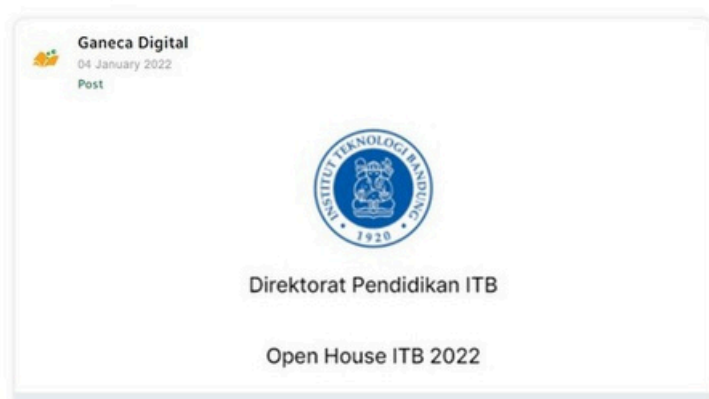 Ganeca Digital
04 January 2022
Post
INSTITUT TEKNOLOGI BANDUNG
• 1920 •
Direktorat Pendidikan ITB
Open House ITB 2022